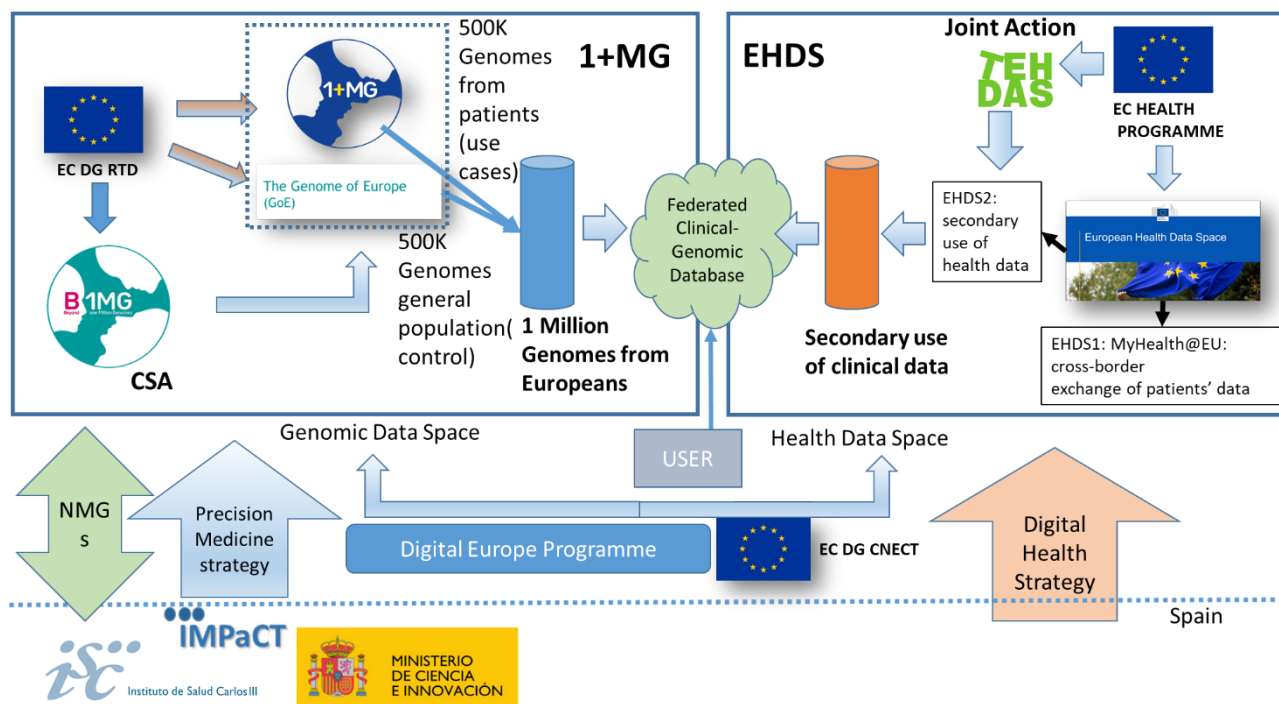 500K
Genomes
from
patients
(use
cases)
1+MG
1+MG
EC DG RTD
The Genome of Europe
(GoE)
500K
Genomes
general
population(
control)
B 1MG
Beyond One Million Genomes
CSA
1 Million
Genomes from
Europeans
Federated
Clinical-
Genomic
Database
EHDS
Joint Action
TEH
DAS
EC HEALTH
PROGRAMME
EHDS2:
secondary
use of
health data
European Health Data Space
Secondary use
of clinical data
EHDS1: MyHealth@EU:
cross-border
exchange of patients' data
Genomic Data Space
USER
Health Data Space
NMG
s
Precision
Medicine
strategy
Digital Europe Programme
EC DG CNECT
Digital
Health
Strategy
Spain
isc
Instituto de Salud Carlos III
IMPaCT
MINISTERIO
DE CIENCIA
E INNOVACIÓN